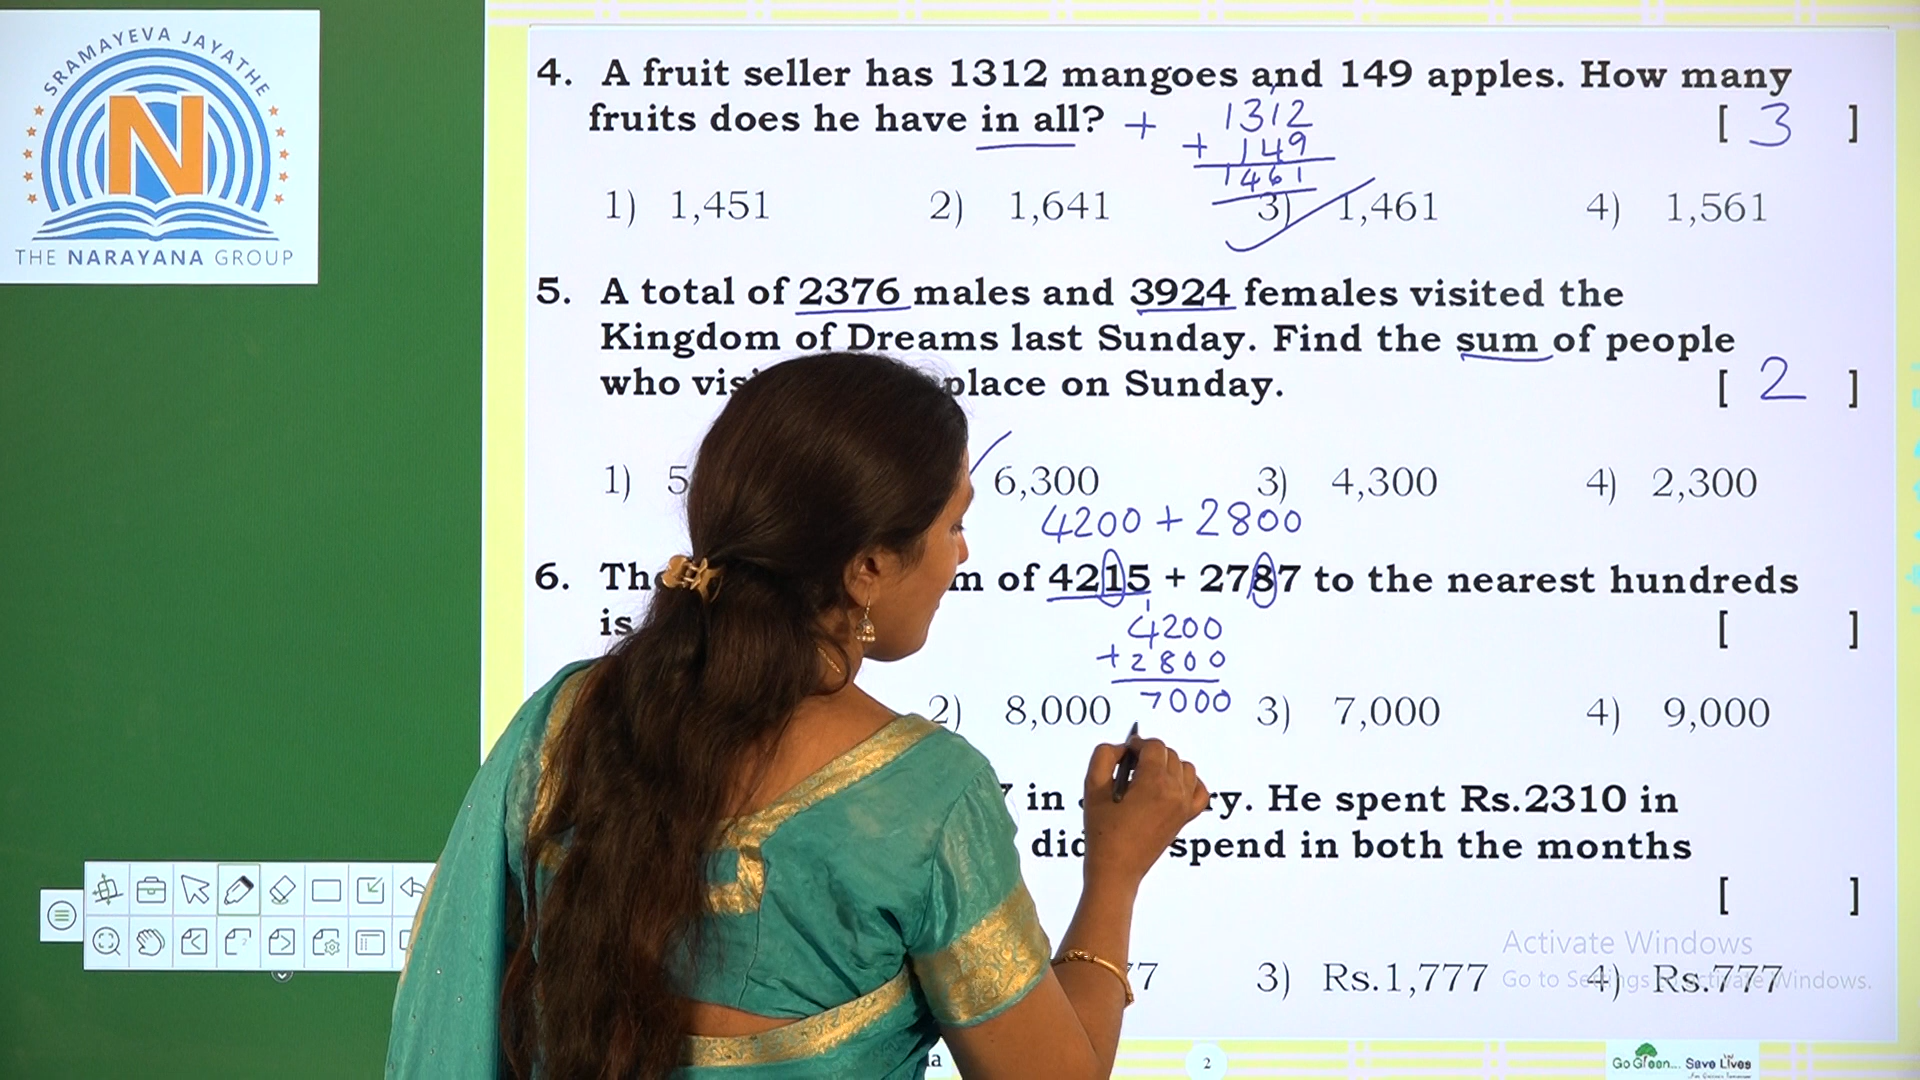 SRAMAYEVA JAYATHE
N
THE NARAYANA GROUP
4. A fruit seller has 1312 mangoes and 149 apples. How many
fruits does he have in all? + [ 3 ]
1312
+ 149
1461
1) 1,451 2) 1,641 3) 1,461 4) 1,561
5. A total of 2376 males and 3924 females visited the
Kingdom of Dreams last Sunday. Find the sum of people
who place on Sunday. [ 2 ]
1) 6,300 3) 4,300 4) 2,300
4200 + 2800
6. of 4215 + 2787 to the nearest hundreds
is [ ]
1
4200
+ 2800
7000
2) 8,000 3) 7,000 4) 9,000
in He spent Rs.2310 in
did spend in both the months
[ ]
3) Rs.1,777 4) Rs.777
Activate Windows
Go to Settings to activate Windows.
2
Go Green... Save Lives